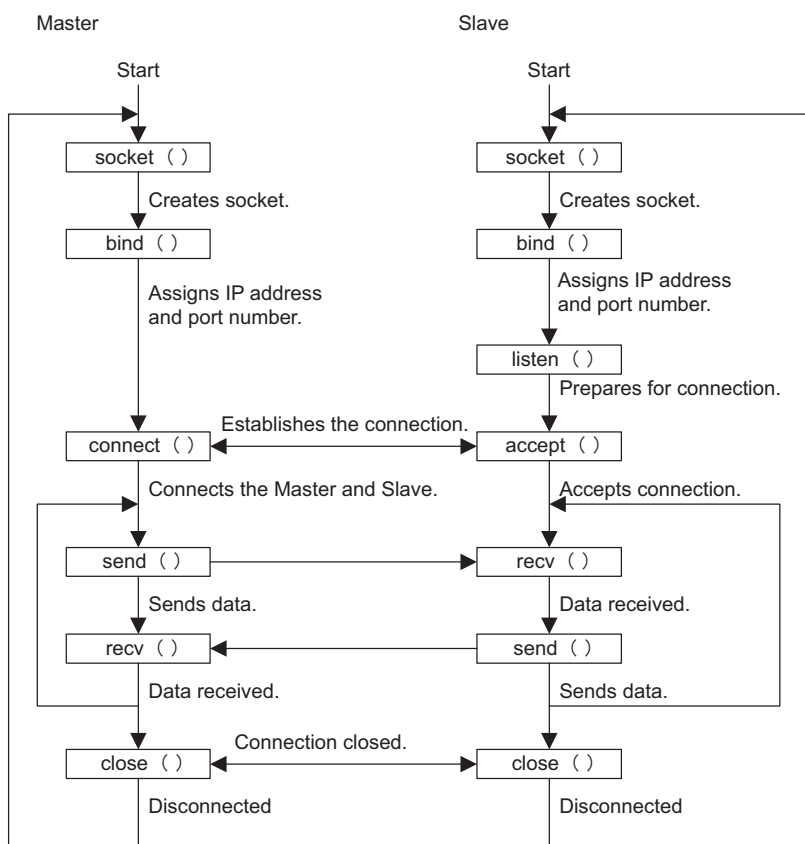 Master
Slave
Start
Start
socket ( )
socket ( )
Creates socket.
Creates socket.
bind ( )
bind ( )
Assigns IP address
and port number.
Assigns IP address
and port number.
listen ( )
Prepares for connection.
Establishes the connection.
connect ( )
accept ( )
Connects the Master and Slave.
Accepts connection.
send ( )
recv ( )
Sends data.
Data received.
recv ( )
send ( )
Data received.
Sends data.
Connection closed.
close ( )
close ( )
Disconnected
Disconnected